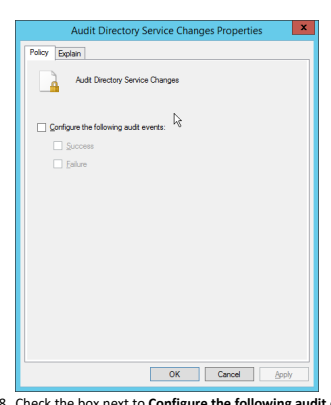 Audit Directory Service Changes Properties
x
Policy Explain
Audit Directory Service Changes
Configure the following audit events:
Success
Failure
OK Cancel Apply
8. Check the box next to Configure the following audit